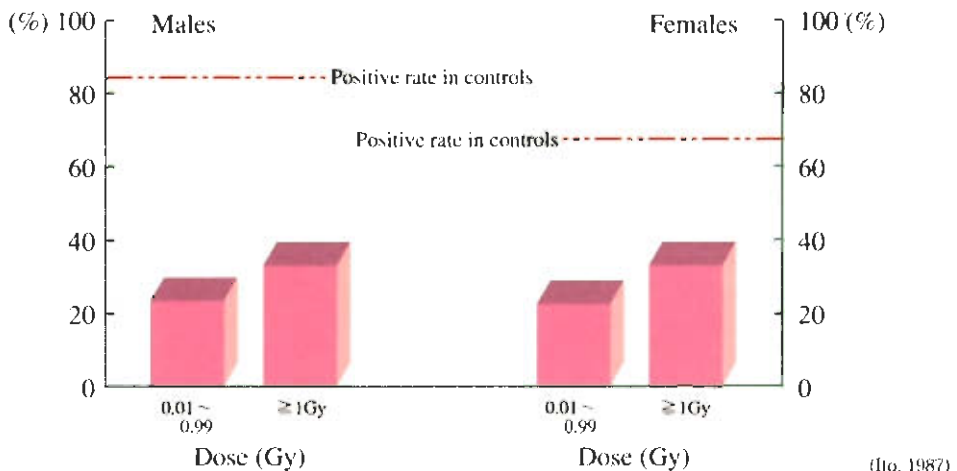 (%) 100 Males Females 100 (%)
Positive rate in controls
80 80
Positive rate in controls
60 60
40 40
20 20
0 0
0.01~ ≧1Gy 0.01~ ≧1Gy
0.99 0.99
Dose (Gy) Dose (Gy)
(Ito, 1987)